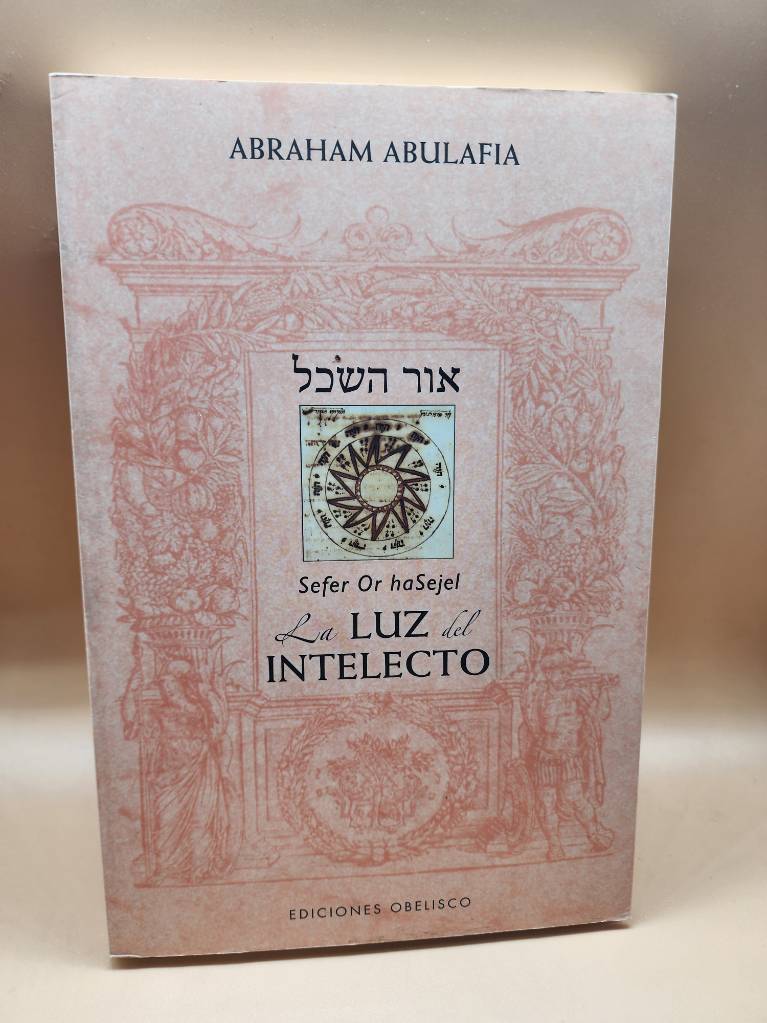 ABRAHAM ABULAFIA
אור השכל
Sefer Or haSejel
La LUZ del
INTELECTO
EDICIONES OBELISCO